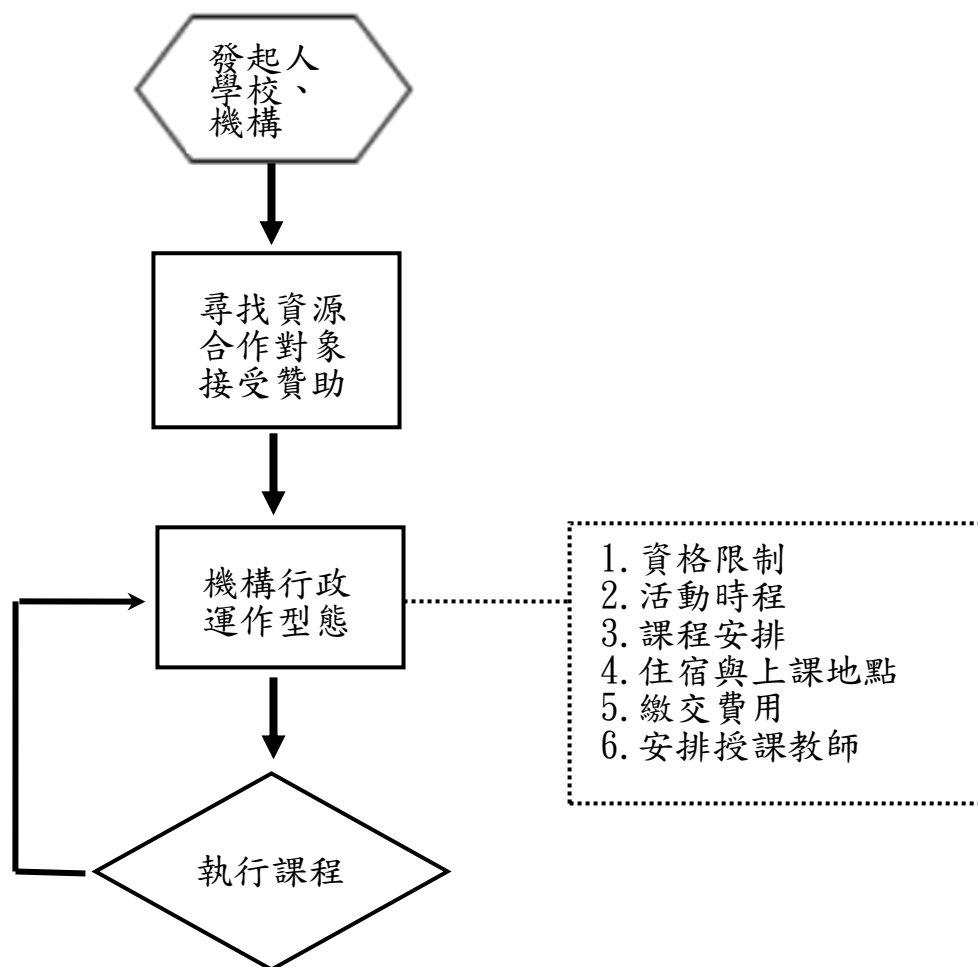 發起人
學校、
機構
尋找資源
合作對象
接受贊助
機構行政
運作型態
1.資格限制
2.活動時程
3.課程安排
4.住宿與上課地點
5.繳交費用
6.安排授課教師
執行課程